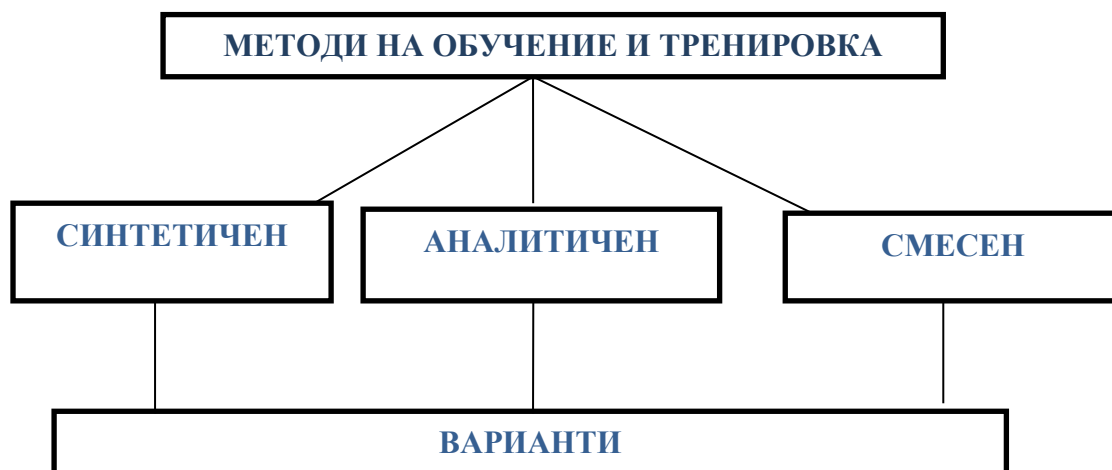 МЕТОДИ НА ОБУЧЕНИЕ И ТРЕНИРОВКА
СИНТЕТИЧЕН
АНАЛИТИЧЕН
СМЕСЕН
ВАРИАНТИ